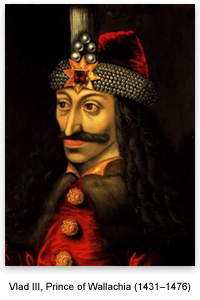 Vlad III, Prince of Wallachia (1431–1476)